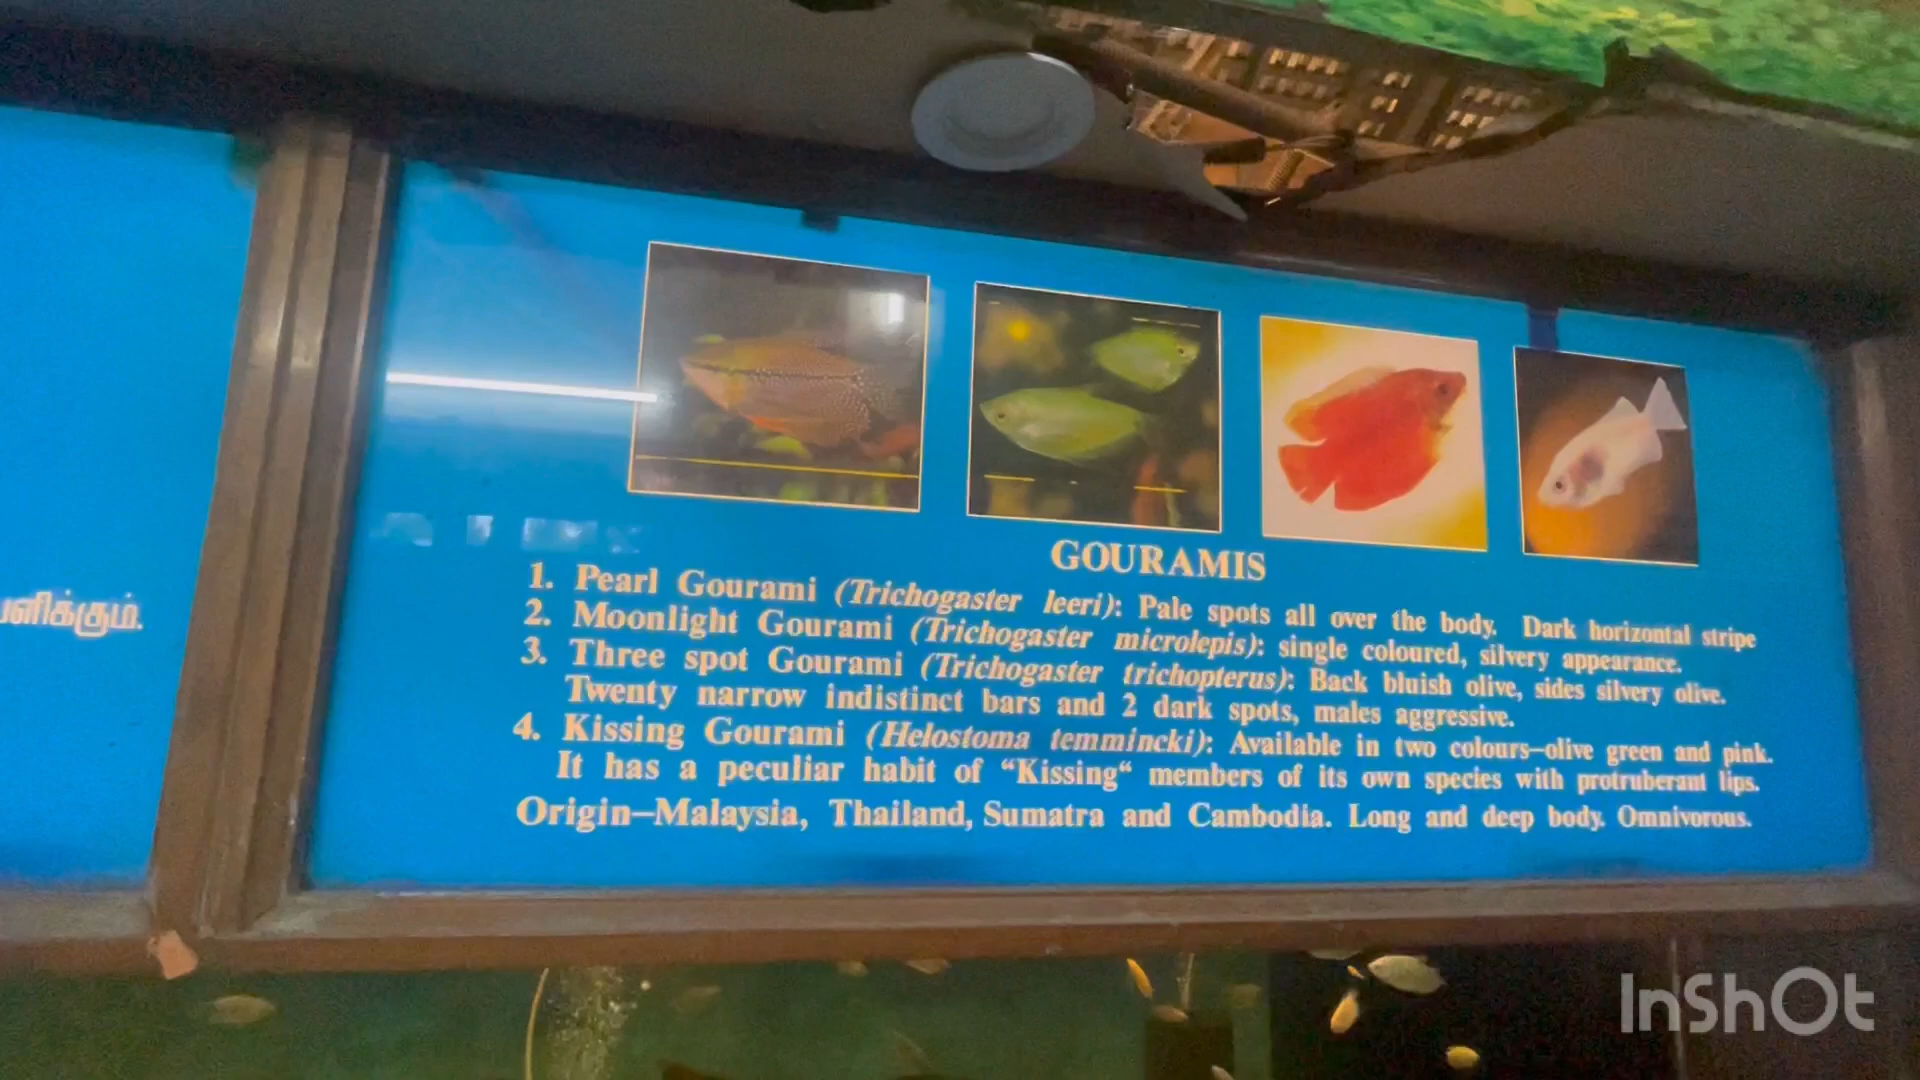 GOURAMIS
1. Pearl Gourami (Trichogaster leeri): Pale spots all over the body. Dark horizontal stripe
2. Moonlight Gourami (Trichogaster microlepis): single coloured, silvery appearance.
3. Three spot Gourami (Trichogaster trichopterus): Back bluish olive, sides silvery olive.
Twenty narrow indistinct bars and 2 dark spots, males aggressive.
4. Kissing Gourami (Helostoma temmincki): Available in two colours–olive green and pink.
It has a peculiar habit of “Kissing“ members of its own species with protruberant lips.
Origin–Malaysia, Thailand, Sumatra and Cambodia. Long and deep body. Omnivorous.
InShOt